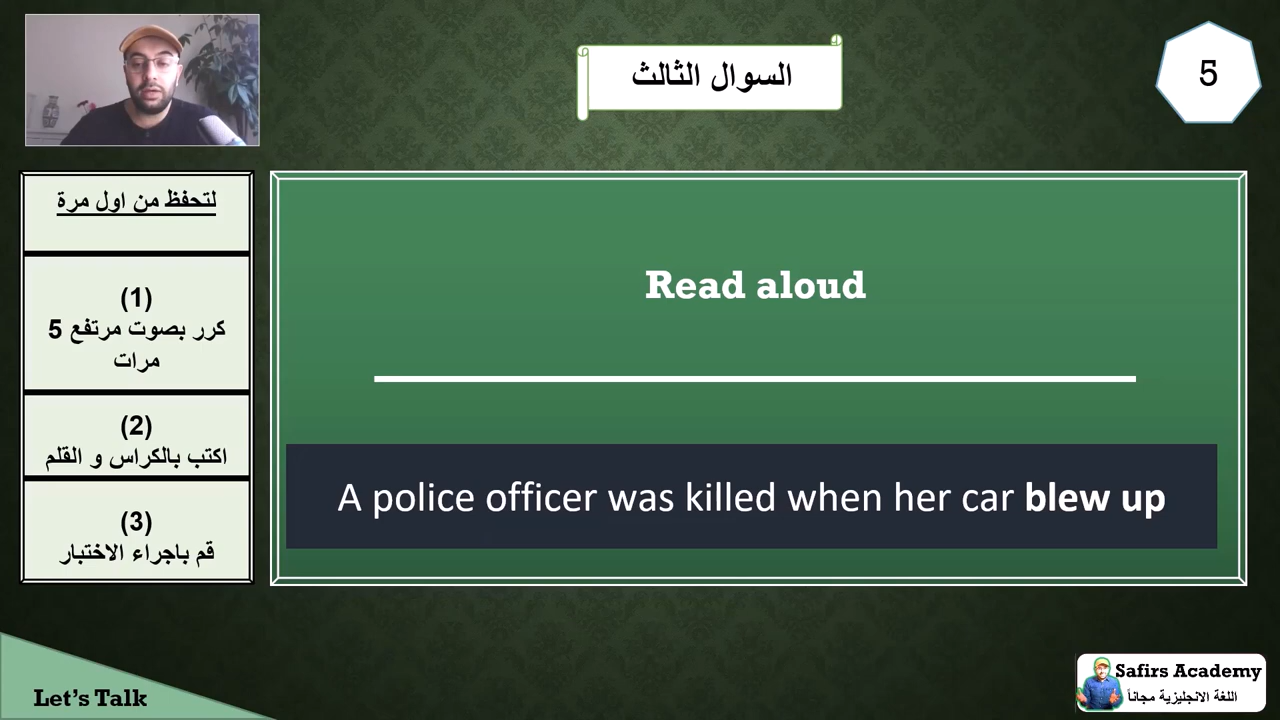 السوال الثالث
5
لتحفظ من اول مرة
(1)
كرر بصوت مرتفع 5
مرات
(2)
اكتب بالكراس و القلم
(3)
قم باجراء الاختبار
Read aloud
A police officer was killed when her car blew up
Let’s Talk
Safirs Academy
اللغة الانجليزية مجاناً